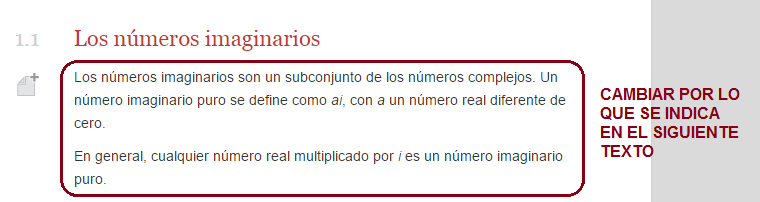 1.1 Los números imaginarios
Los números imaginarios son un subconjunto de los números complejos. Un
número imaginario puro se define como ai, con a un número real diferente de
cero.
En general, cualquier número real multiplicado por i es un número imaginario
puro.
CAMBIAR POR LO
QUE SE INDICA
EN EL SIGUIENTE
TEXTO